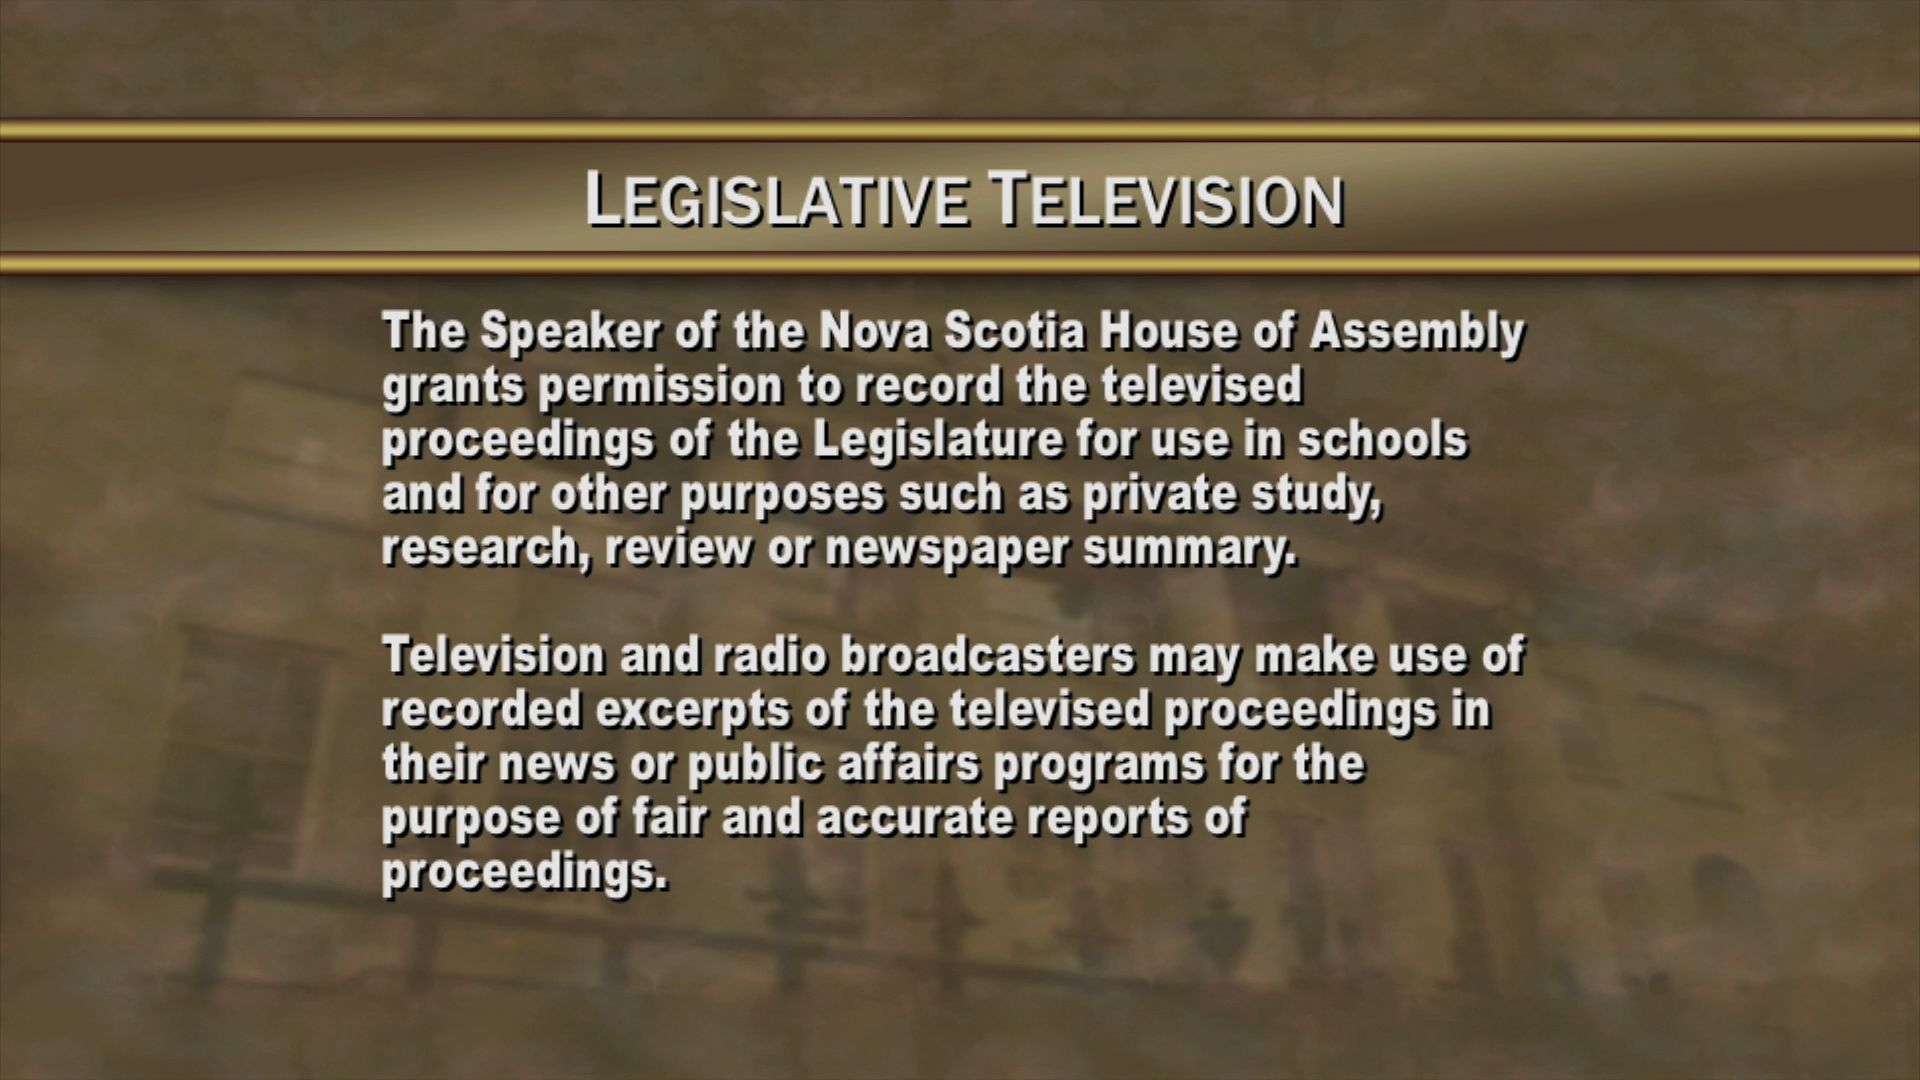 LEGISLATIVE TELEVISION
The Speaker of the Nova Scotia House of Assembly
grants permission to record the televised
proceedings of the Legislature for use in schools
and for other purposes such as private study,
research, review or newspaper summary.
Television and radio broadcasters may make use of
recorded excerpts of the televised proceedings in
their news or public affairs programs for the
purpose of fair and accurate reports of
proceedings.